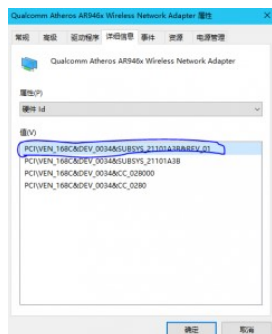 Qualcomm Atheros AR946x Wireless Network Adapter 属性
常规 高级 驱动程序 详细信息 事件 资源 电源管理
Qualcomm Atheros AR946x Wireless Network Adapter
属性(P)
硬件 Id
值(V)
PCI\VEN_168C&DEV_0034&SUBSYS_21101A3B&REV_01
PCI\VEN_168C&DEV_0034&SUBSYS_21101A3B
PCI\VEN_168C&DEV_0034&CC_028000
PCI\VEN_168C&DEV_0034&CC_0280
确定 取消